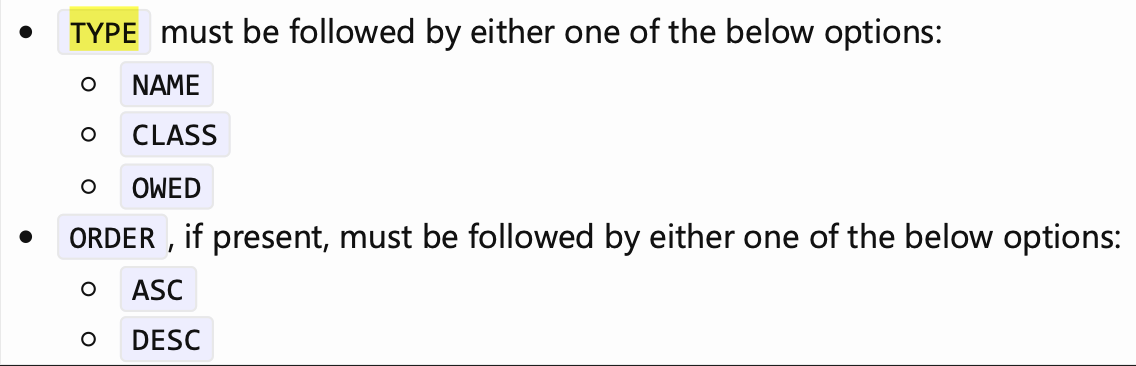 TYPE must be followed by either one of the below options:
NAME
CLASS
OWED
ORDER, if present, must be followed by either one of the below options:
ASC
DESC